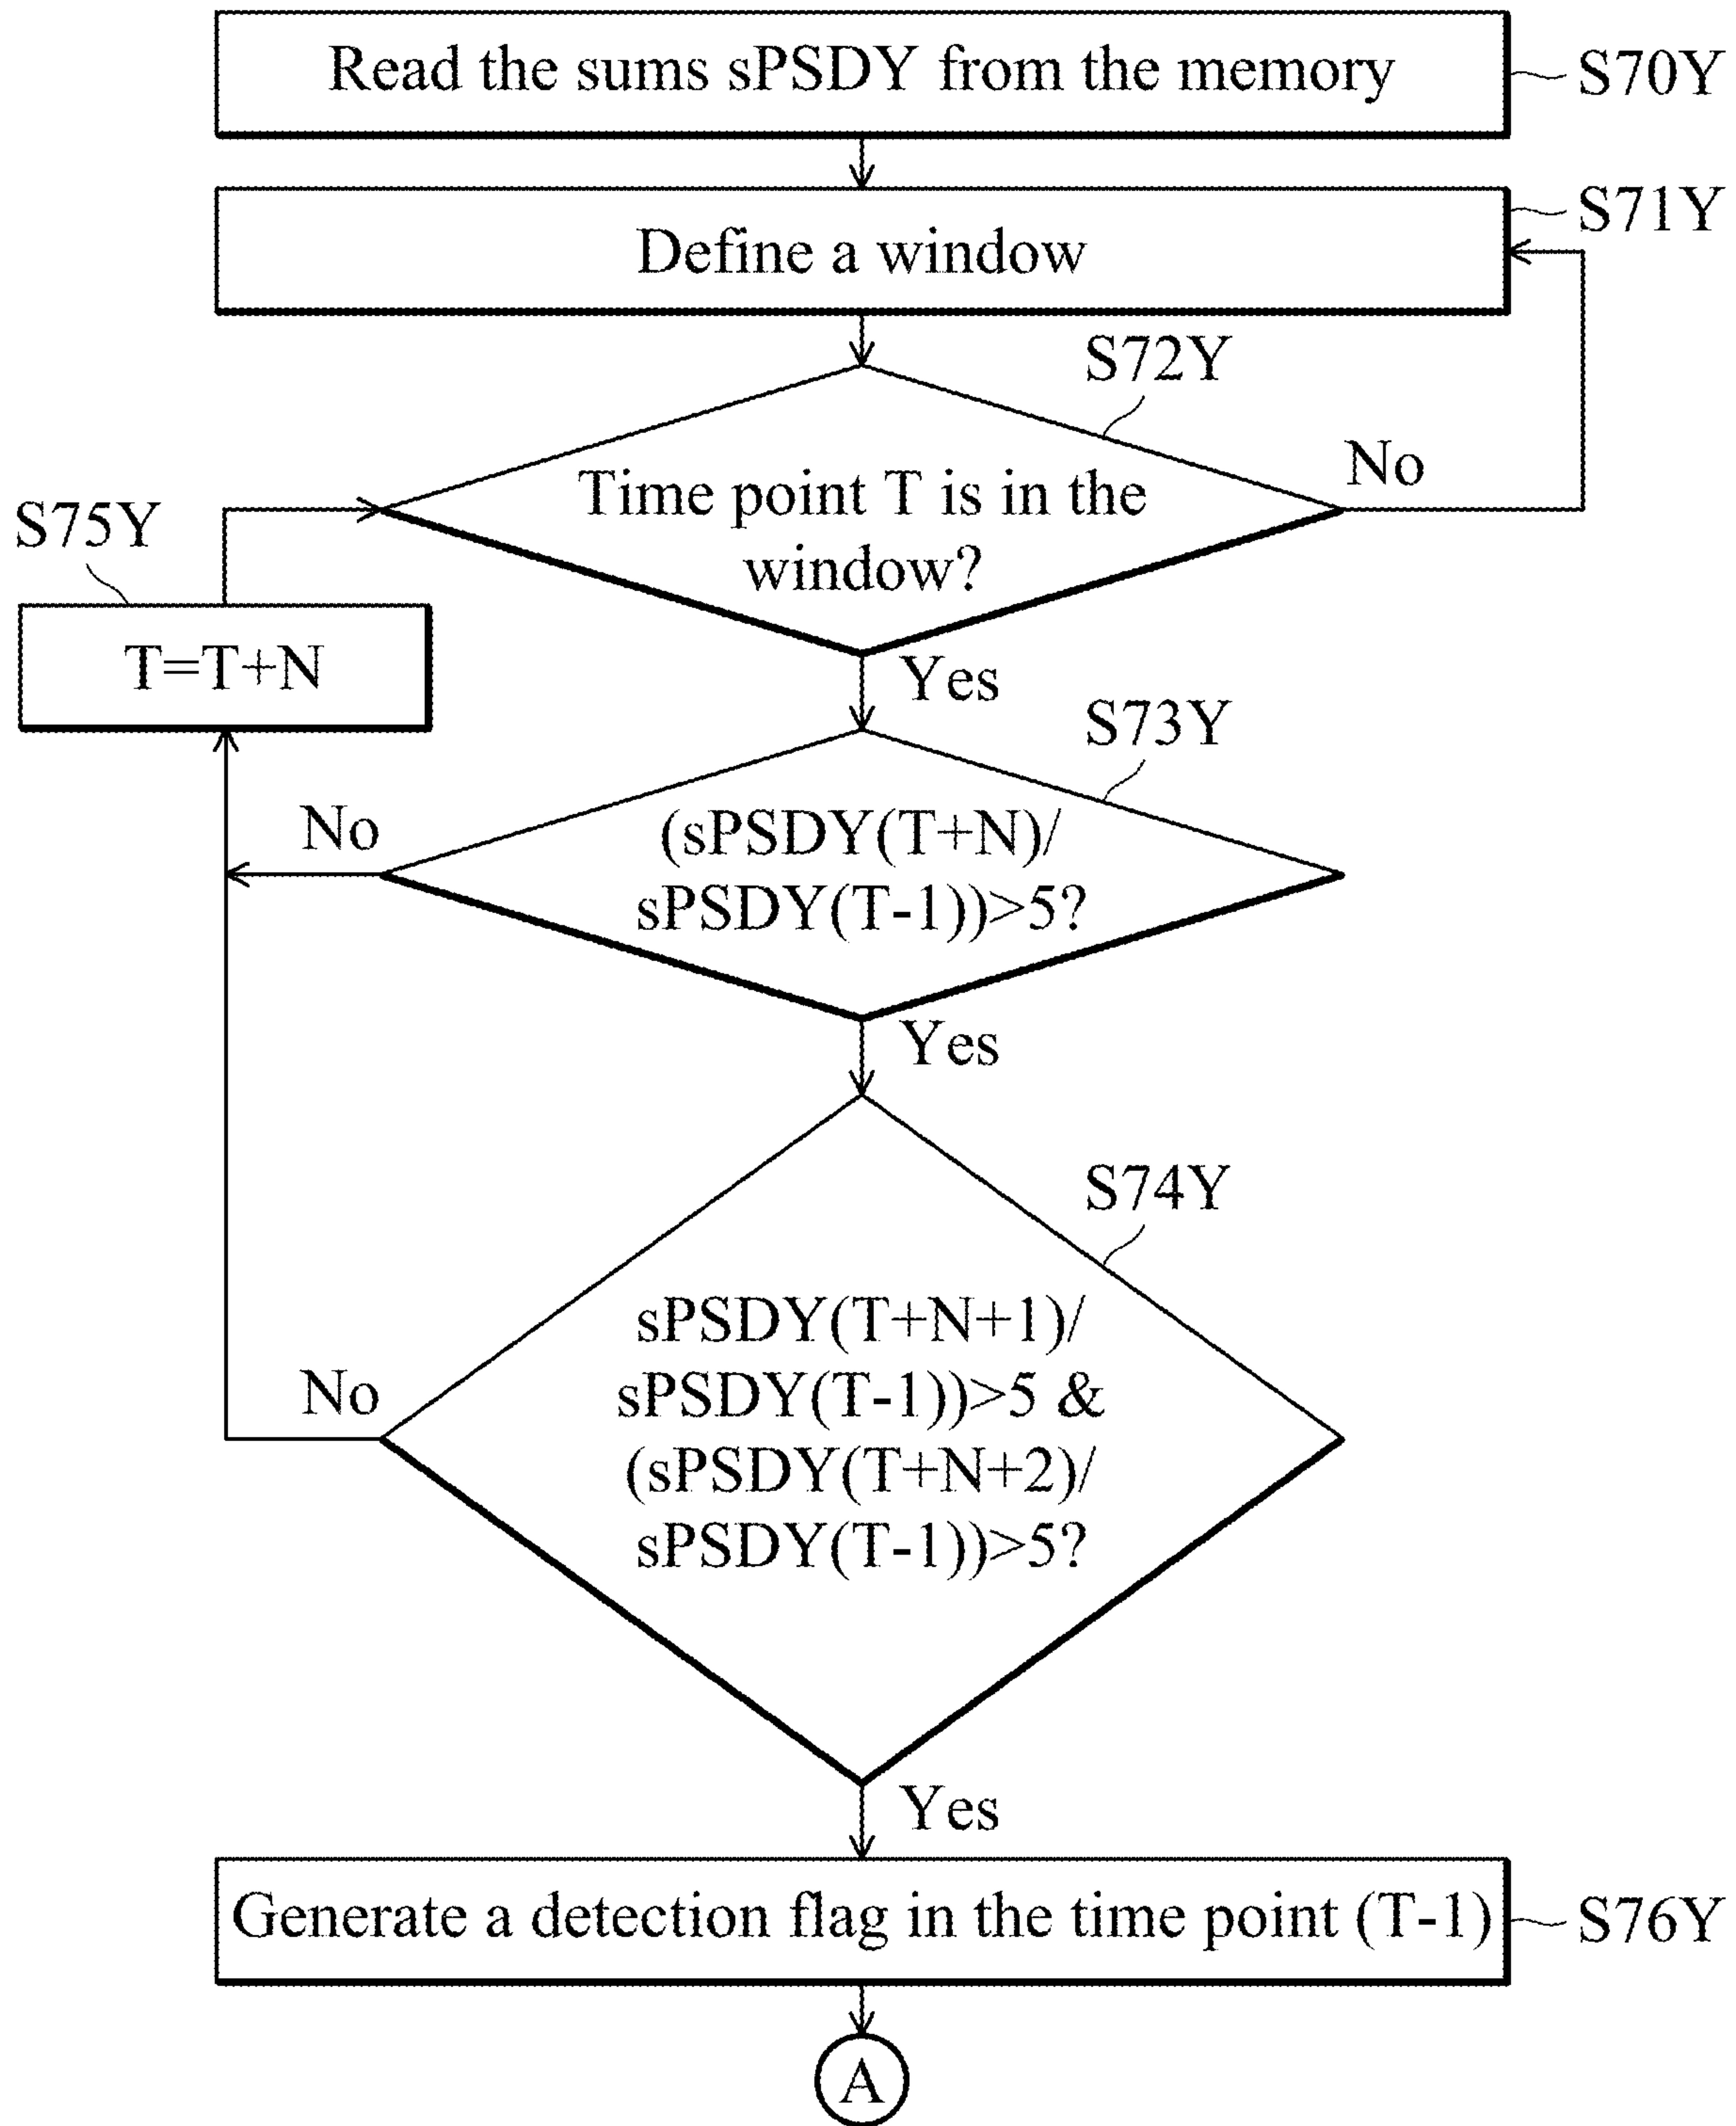 Read the sums sPSDY from the memory
S70Y
Define a window
S71Y
S72Y
Time point T is in the
window?
No
Yes
S75Y
T=T+N
S73Y
(sPSDY(T+N)/
sPSDY(T-1))>5?
No
Yes
S74Y
sPSDY(T+N+1)/
sPSDY(T-1))>5 &
(sPSDY(T+N+2)/
sPSDY(T-1))>5?
No
Yes
Generate a detection flag in the time point (T-1)
S76Y
A